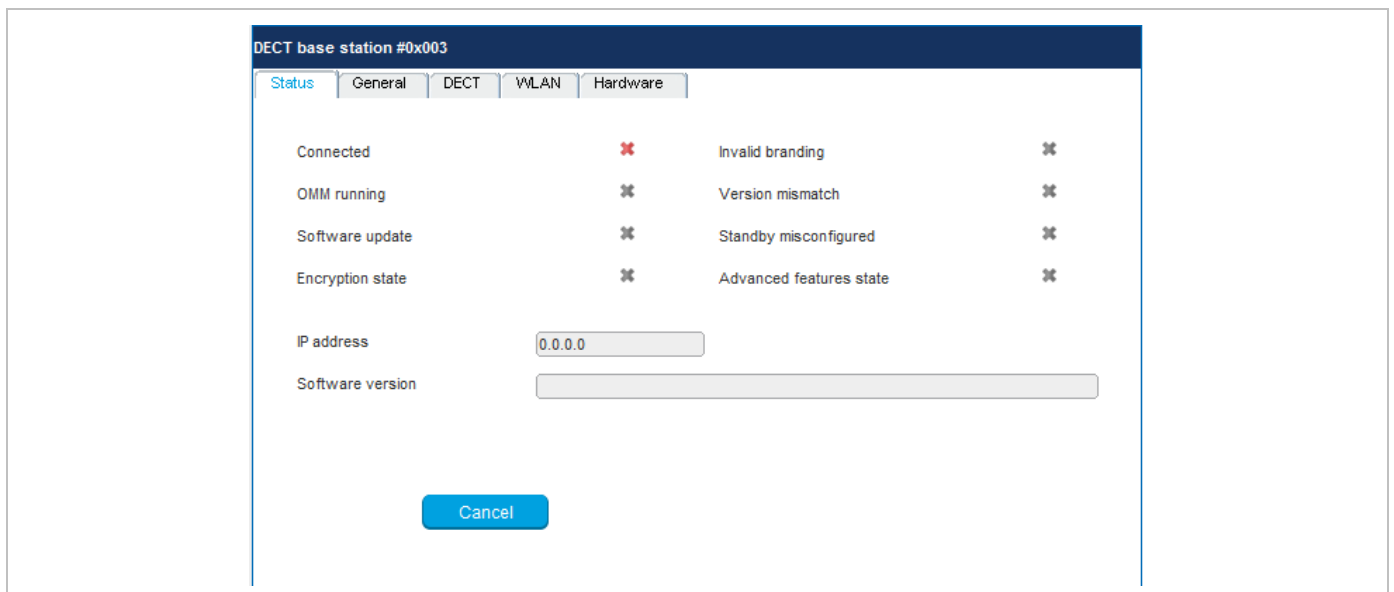 DECT base station #0x003
Status General DECT WLAN Hardware
Connected Invalid branding
OMM running Version mismatch
Software update Standby misconfigured
Encryption state Advanced features state
IP address 0.0.0.0
Software version
Cancel